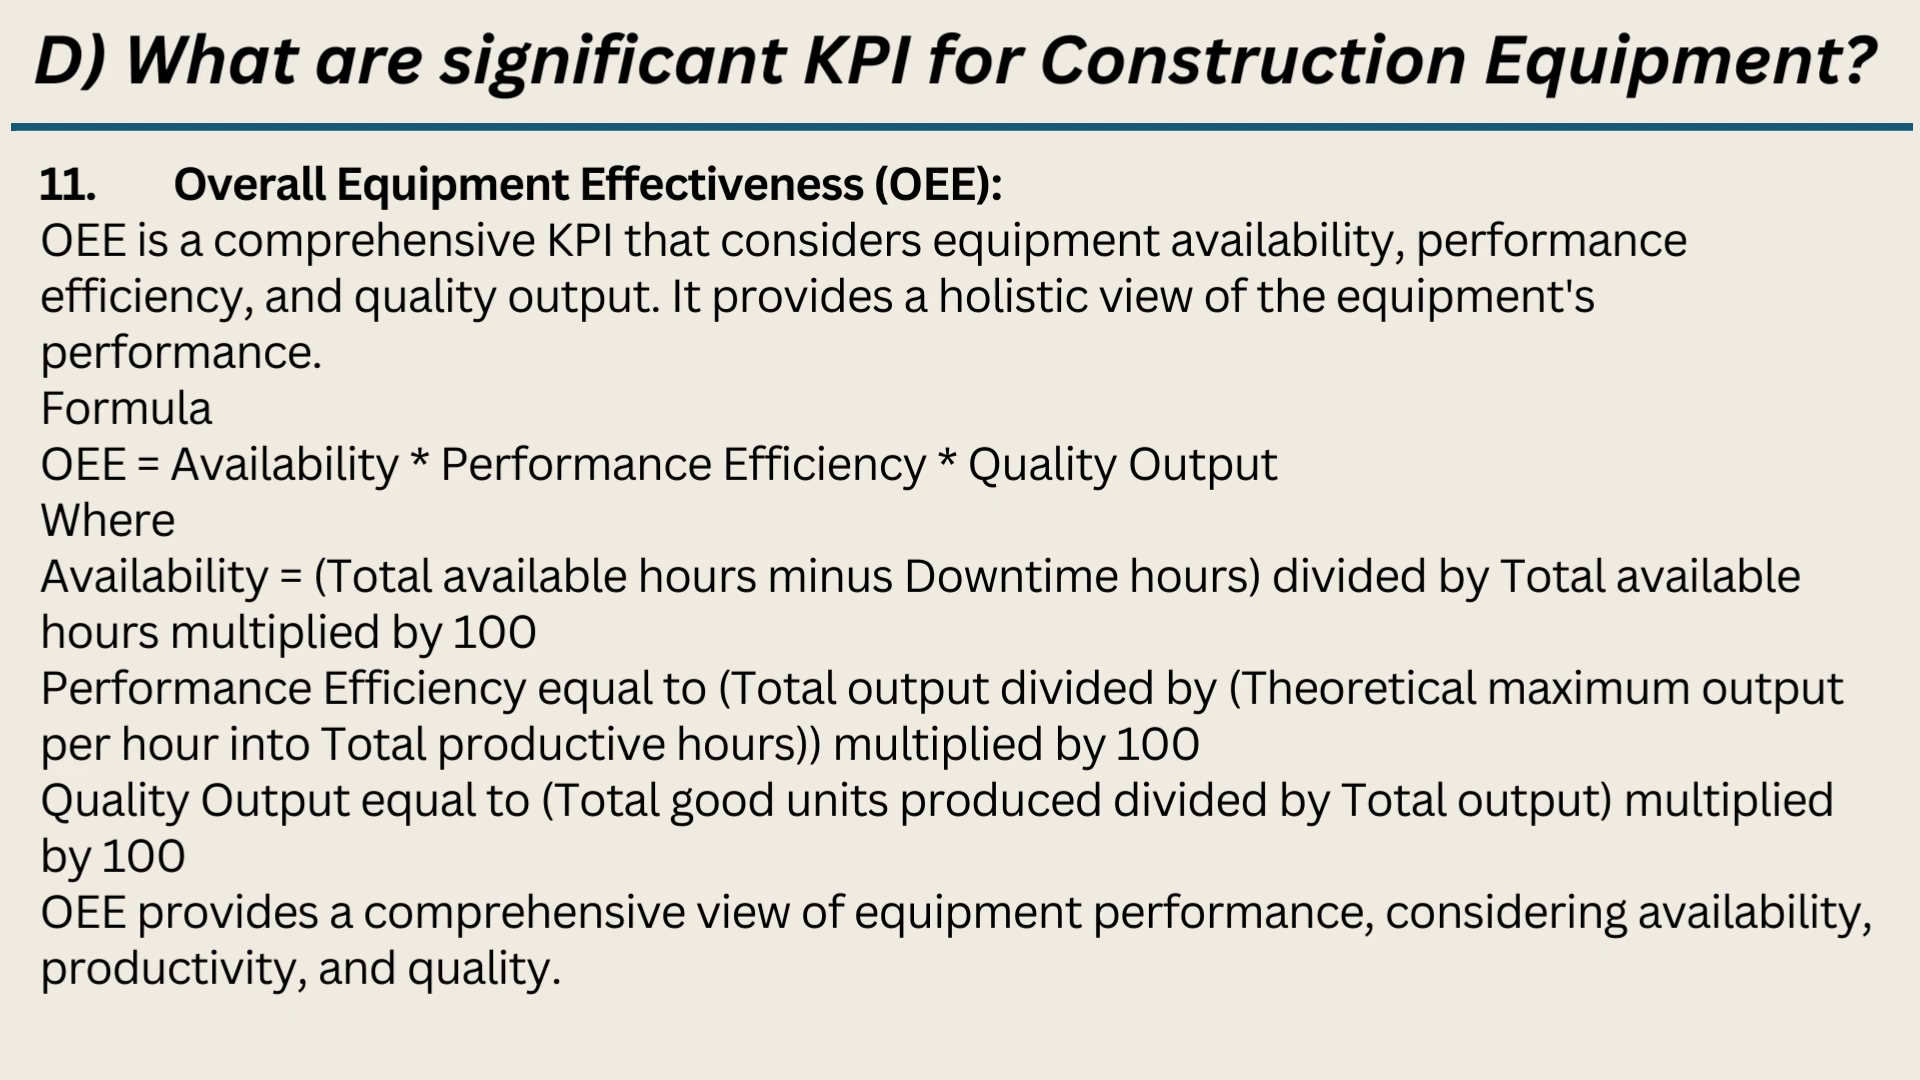 D) What are significant KPI for Construction Equipment?
11. Overall Equipment Effectiveness (OEE):
OEE is a comprehensive KPI that considers equipment availability, performance
efficiency, and quality output. It provides a holistic view of the equipment's
performance.
Formula
OEE = Availability * Performance Efficiency * Quality Output
Where
Availability = (Total available hours minus Downtime hours) divided by Total available
hours multiplied by 100
Performance Efficiency equal to (Total output divided by (Theoretical maximum output
per hour into Total productive hours)) multiplied by 100
Quality Output equal to (Total good units produced divided by Total output) multiplied
by 100
OEE provides a comprehensive view of equipment performance, considering availability,
productivity, and quality.